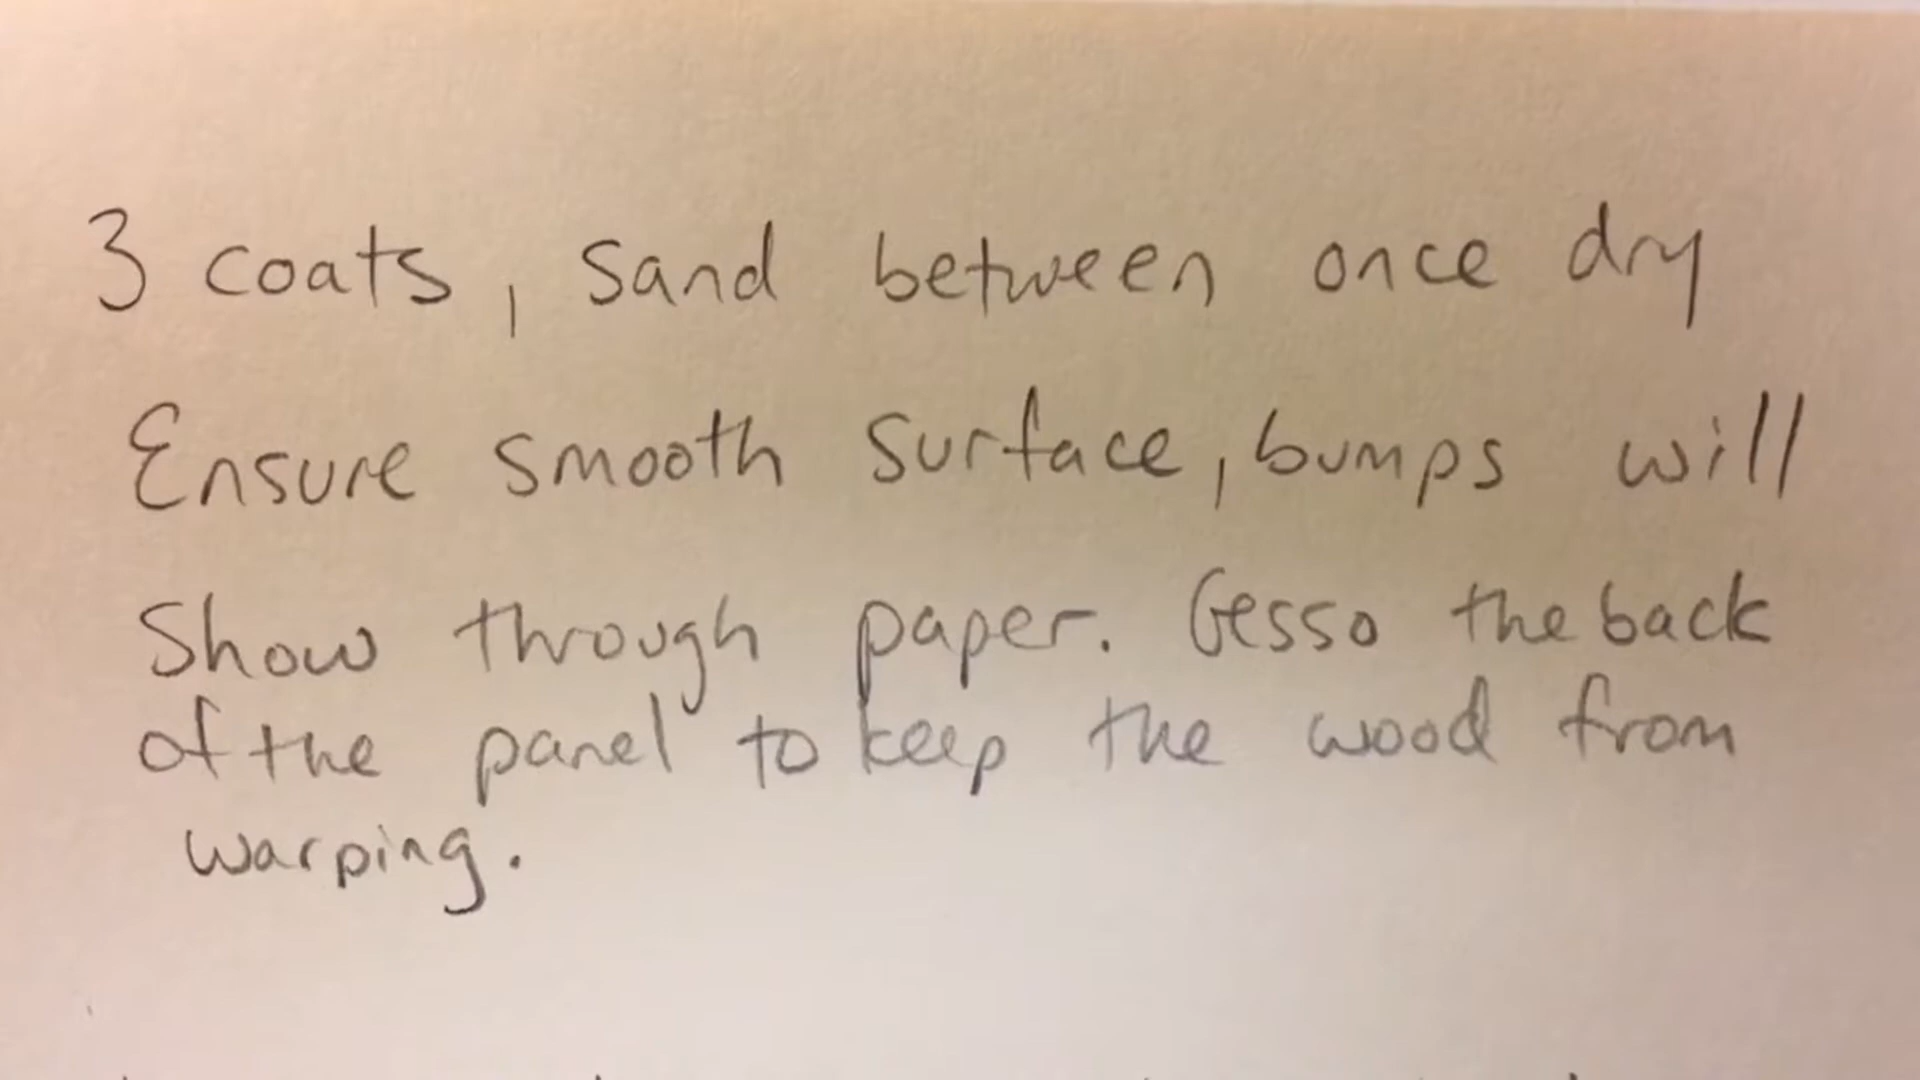 3 coats, sand between once dry
Ensure smooth surface, bumps will
Show through paper. Gesso the back
of the panel to keep the wood from
warping.